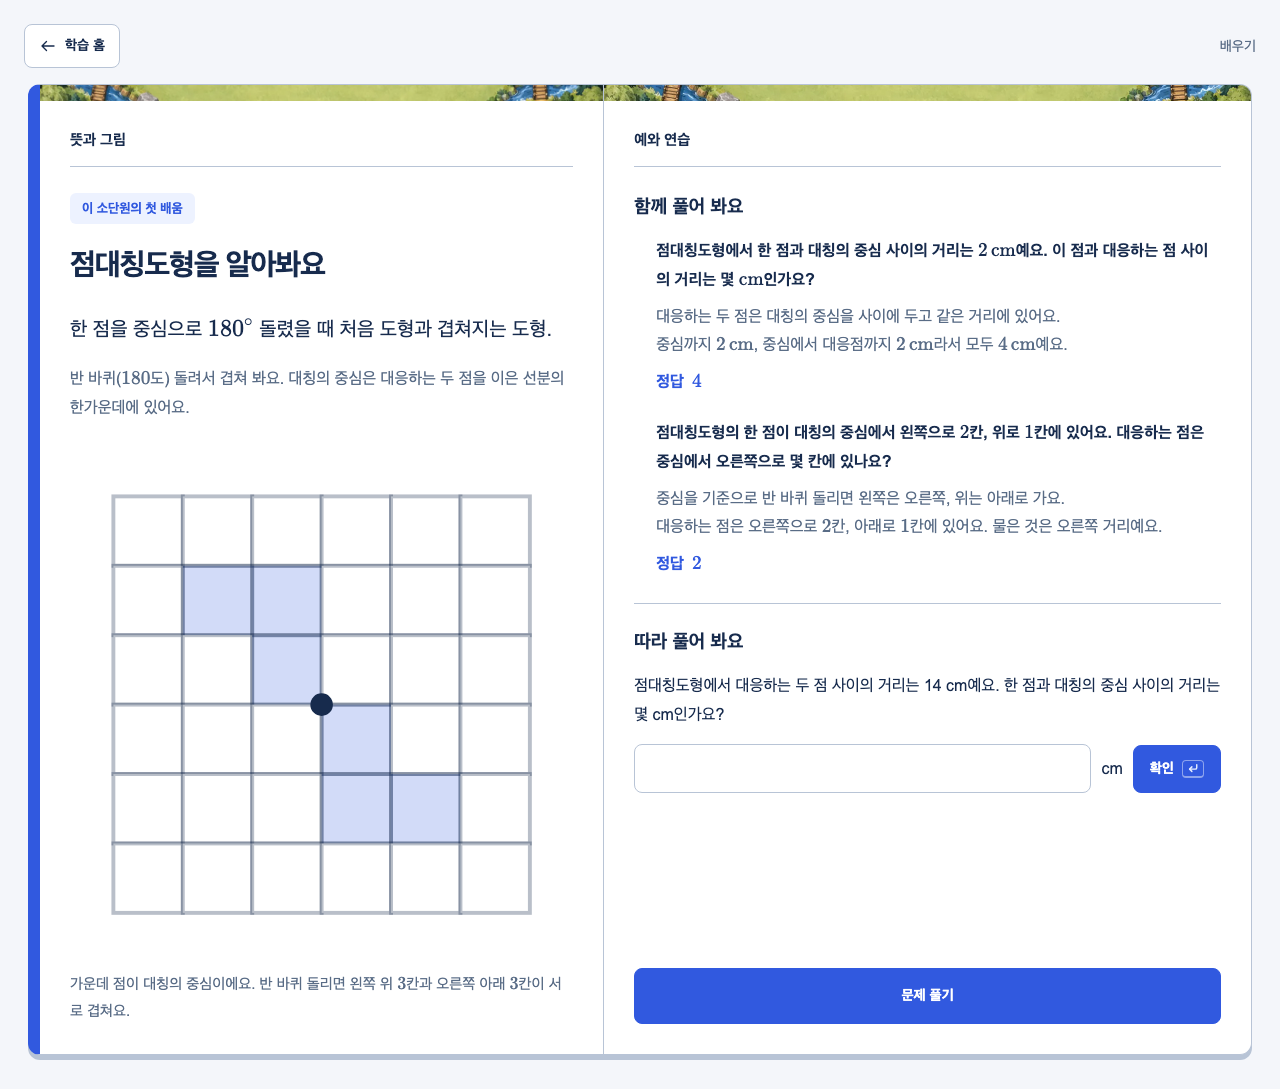 학습 홈
배우기
뜻과 그림
이 소단원의 첫 배움
점대칭도형을 알아봐요
한 점을 중심으로 180° 돌렸을 때 처음 도형과 겹쳐지는 도형.
반 바퀴(180도) 돌려서 겹쳐 봐요. 대칭의 중심은 대응하는 두 점을 이은 선분의
한가운데에 있어요.
가운데 점이 대칭의 중심이에요. 반 바퀴 돌리면 왼쪽 위 3칸과 오른쪽 아래 3칸이 서
로 겹쳐요.
예와 연습
함께 풀어 봐요
점대칭도형에서 한 점과 대칭의 중심 사이의 거리는 2 cm예요. 이 점과 대응하는 점 사이
의 거리는 몇 cm인가요?
대응하는 두 점은 대칭의 중심을 사이에 두고 같은 거리에 있어요.
중심까지 2 cm, 중심에서 대응점까지 2 cm라서 모두 4 cm예요.
정답 4
점대칭도형의 한 점이 대칭의 중심에서 왼쪽으로 2칸, 위로 1칸에 있어요. 대응하는 점은
중심에서 오른쪽으로 몇 칸에 있나요?
중심을 기준으로 반 바퀴 돌리면 왼쪽은 오른쪽, 위는 아래로 가요.
대응하는 점은 오른쪽으로 2칸, 아래로 1칸에 있어요. 물은 것은 오른쪽 거리예요.
정답 2
따라 풀어 봐요
점대칭도형에서 대응하는 두 점 사이의 거리는 14 cm예요. 한 점과 대칭의 중심 사이의 거리는
몇 cm인가요?
cm
확인
문제 풀기